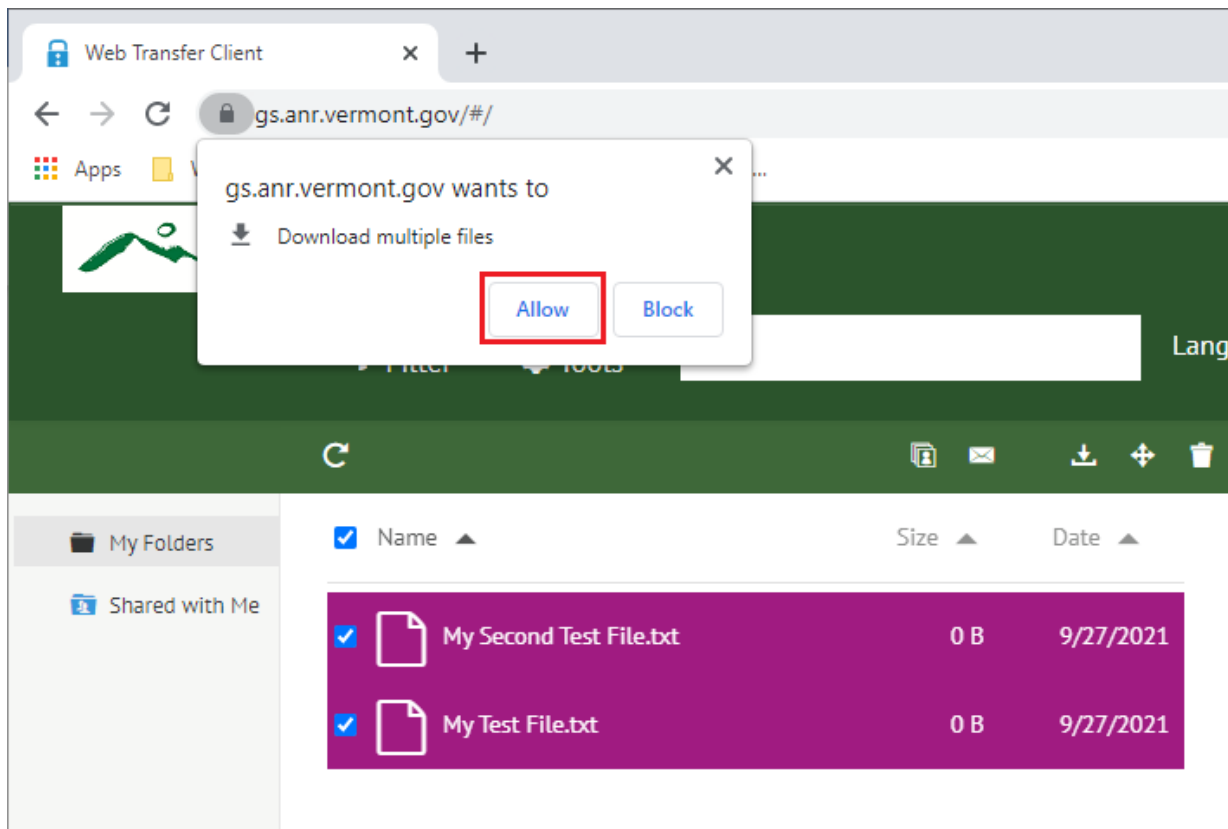 Web Transfer Client
gs.anr.vermont.gov/#/
Apps
...
gs.anr.vermont.gov wants to
Download multiple files
Allow Block
Lang
Name Size Date
My Folders
Shared with Me
My Second Test File.txt 0 B 9/27/2021
My Test File.txt 0 B 9/27/2021